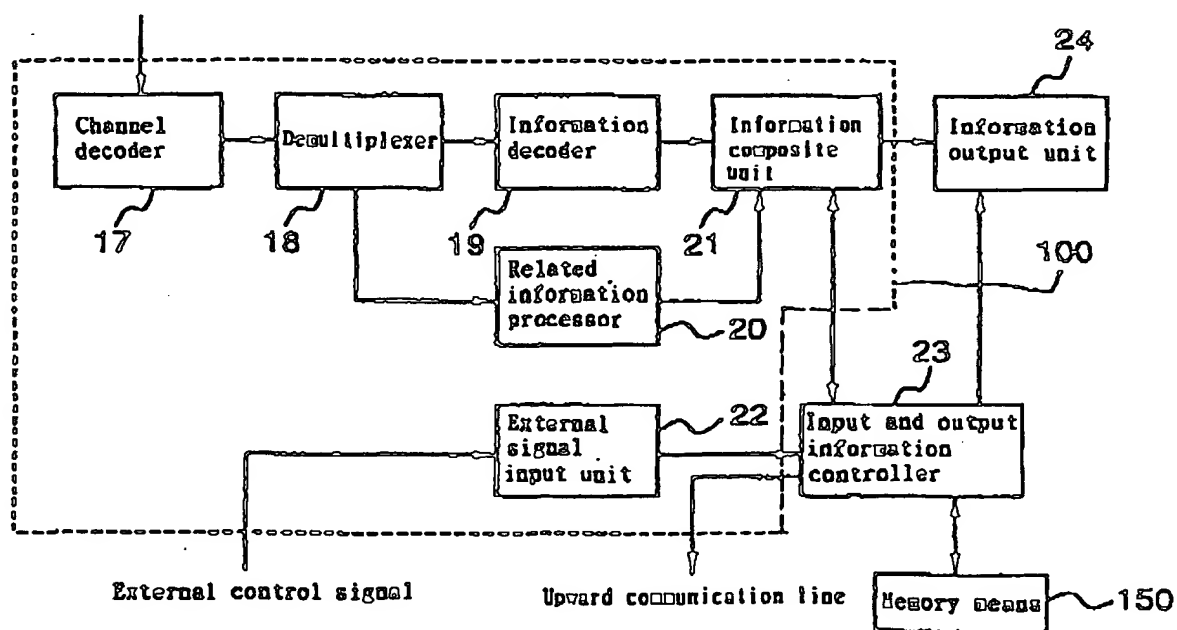 24
Channel
decoder
Demultiplexer
Information
decoder
Information
composite
unit
Information
output unit
17
18
19
21
100
Related
information
processor
20
23
External
signal
input unit
22
Input and output
information
controller
External control signal
Upward communication line
Memory means
150